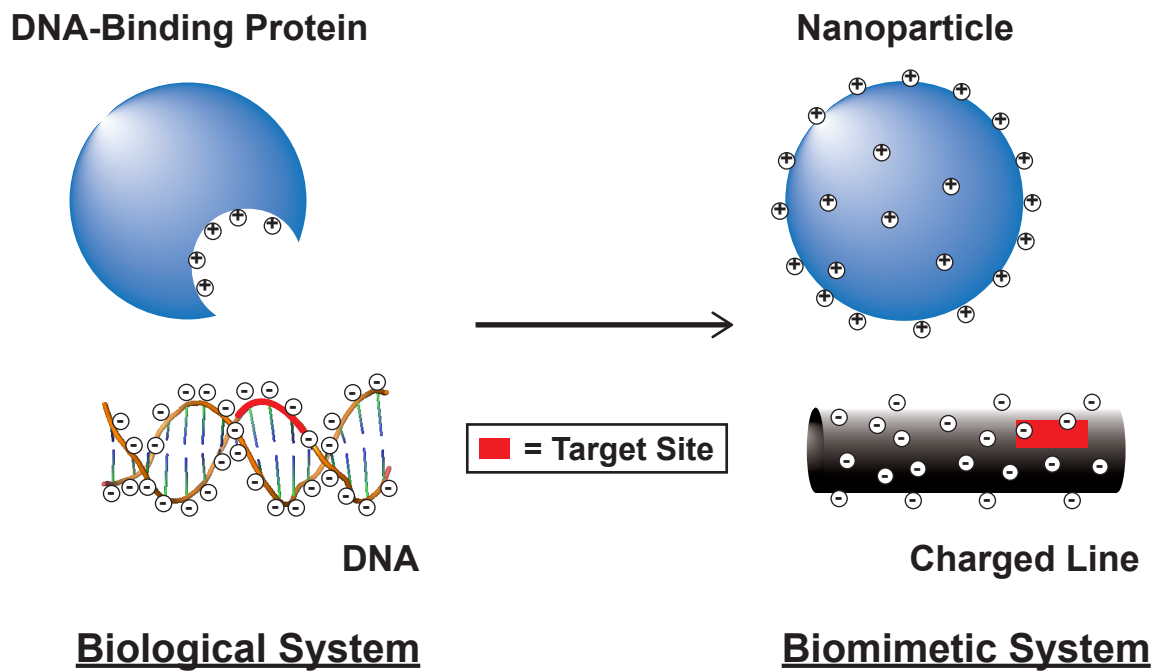 DNA-Binding Protein
Nanoparticle
= Target Site
DNA
Charged Line
Biological System
Biomimetic System